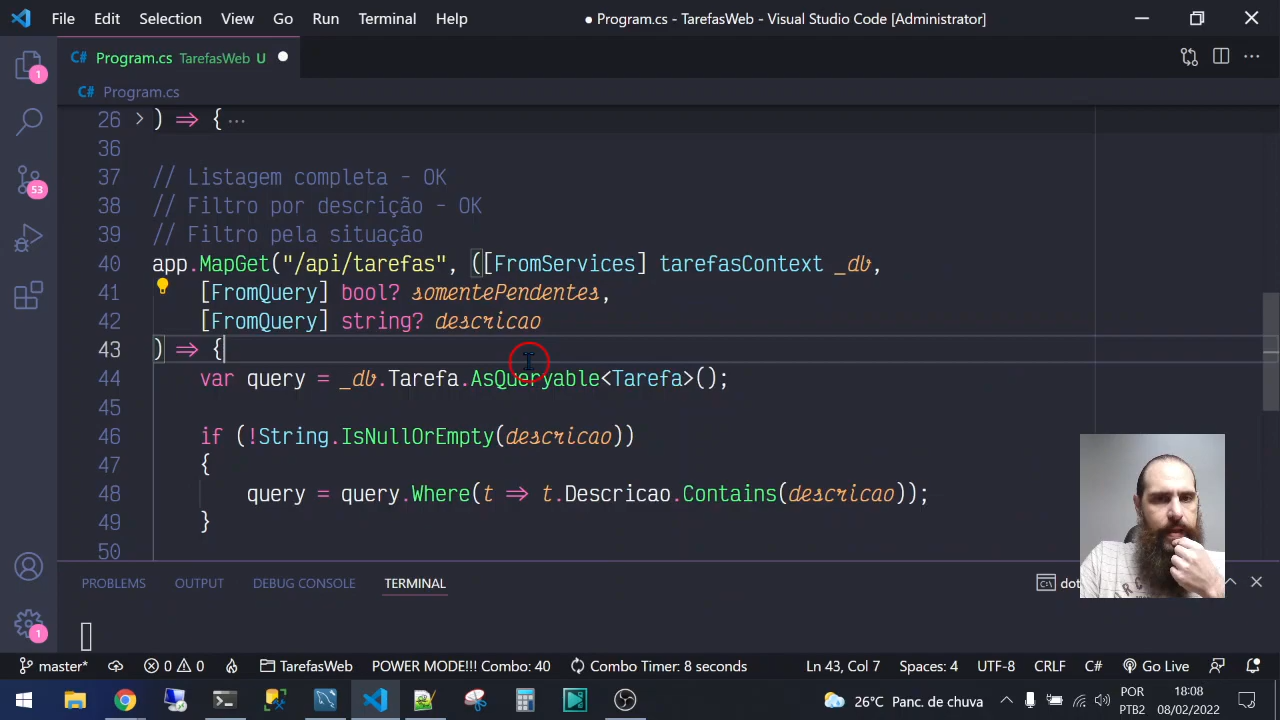 File Edit Selection View Go Run Terminal Help ● Program.cs - TarefasWeb - Visual Studio Code [Administrator]
C# Program.cs TarefasWeb U
C# Program.cs
26 ) => { ...
36
37 // Listagem completa - OK
38 // Filtro por descrição - OK
39 // Filtro pela situação
40 app.MapGet("/api/tarefas", ([FromServices] tarefasContext _db,
41 [FromQuery] bool? somentePendentes,
42 [FromQuery] string? descricao
43 ) => {
44 var query = _db.Tarefa.AsQueryable<Tarefa>();
45
46 if (!String.IsNullOrEmpty(descricao))
47 {
48 query = query.Where(t => t.Descricao.Contains(descricao));
49 }
50
1
53
1
PROBLEMS OUTPUT DEBUG CONSOLE TERMINAL
master* 0 0 TarefasWeb POWER MODE!!! Combo: 40 Combo Timer: 8 seconds Ln 43, Col 7 Spaces: 4 UTF-8 CRLF C# Go Live
26°C Panc. de chuva POR PTB2 18:08 08/02/2022